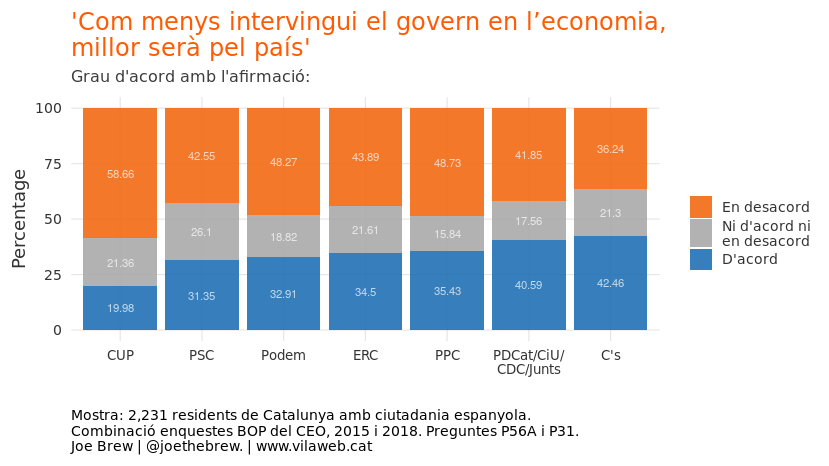 'Com menys intervingui el govern en l’economia,
millor serà pel país'
Grau d'acord amb l'afirmació:
Percentage
100
75
50
25
0
58.66
42.55
48.27
43.89
48.73
41.85
36.24
21.36
26.1
18.82
21.61
15.84
17.56
21.3
19.98
31.35
32.91
34.5
35.43
40.59
42.46
CUP
PSC
Podem
ERC
PPC
PDCat/CiU/
CDC/Junts
C's
En desacord
Ni d'acord ni
en desacord
D'acord
Mostra: 2,231 residents de Catalunya amb ciutadania espanyola.
Combinació enquestes BOP del CEO, 2015 i 2018. Preguntes P56A i P31.
Joe Brew | @joethebrew. | www.vilaweb.cat